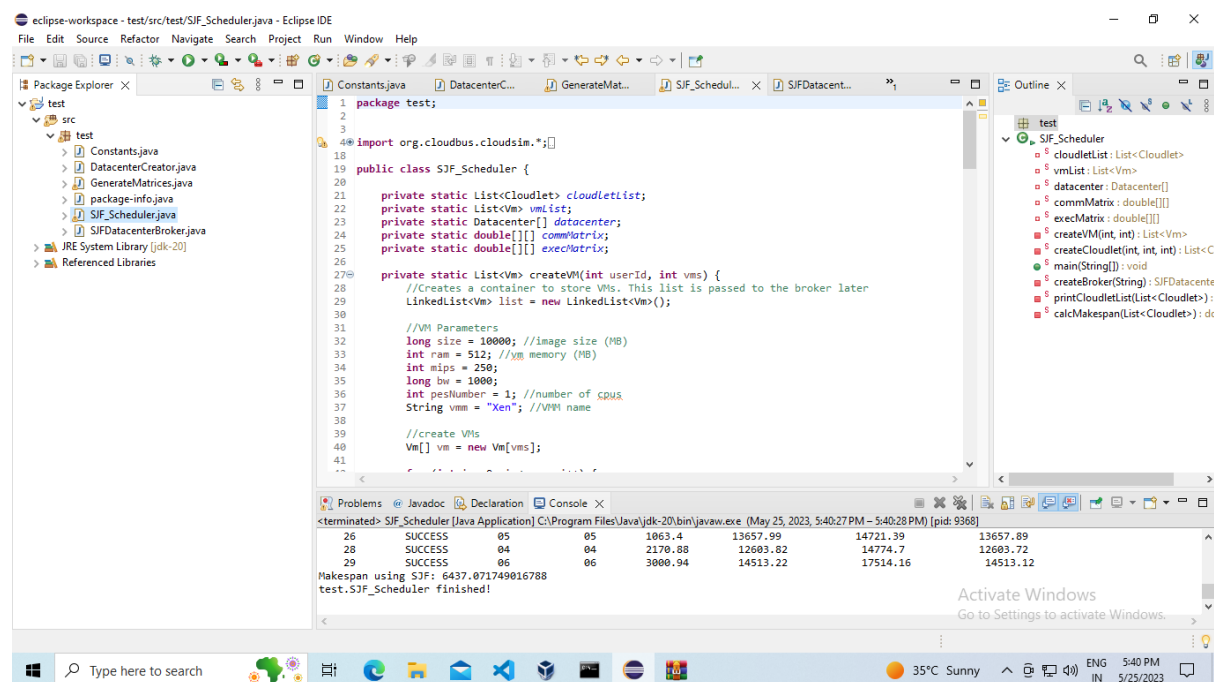 eclipse-workspace - test/src/test/SJF_Scheduler.java - Eclipse IDE
File Edit Source Refactor Navigate Search Project Run Window Help
Package Explorer
test
src
test
Constants.java
DatacenterCreator.java
GenerateMatrices.java
package-info.java
SJF_Scheduler.java
SJFDatacenterBroker.java
JRE System Library [jdk-20]
Referenced Libraries
Constants.java DatacenterC... GenerateMat... SJF_Schedul... SJFDatacent... »1
1 package test;
2
3
4 import org.cloudbus.cloudsim.*;
18
19 public class SJF_Scheduler {
20
21 private static List<Cloudlet> cloudletList;
22 private static List<Vm> vmList;
23 private static Datacenter[] datacenter;
24 private static double[][] commMatrix;
25 private static double[][] execMatrix;
26
27 private static List<Vm> createVM(int userId, int vms) {
28 //Creates a container to store VMs. This list is passed to the broker later
29 LinkedList<Vm> list = new LinkedList<Vm>();
30
31 //VM Parameters
32 long size = 10000; //image size (MB)
33 int ram = 512; //vm memory (MB)
34 int mips = 250;
35 long bw = 1000;
36 int pesNumber = 1; //number of cpus
37 String vmm = "Xen"; //VMM name
38
39 //create VMs
40 Vm[] vm = new Vm[vms];
41
Outline
test
SJF_Scheduler
cloudletList : List<Cloudlet>
vmList : List<Vm>
datacenter : Datacenter[]
commMatrix : double[][]
execMatrix : double[][]
createVM(int, int) : List<Vm>
createCloudlet(int, int, int) : List<C
main(String[]) : void
createBroker(String) : SJFDatacente
printCloudletList(List<Cloudlet>) :
calcMakespan(List<Cloudlet>) : do
Problems Javadoc Declaration Console
<terminated> SJF_Scheduler [Java Application] C:\Program Files\Java\jdk-20\bin\javaw.exe (May 25, 2023, 5:40:27 PM – 5:40:28 PM) [pid: 9368]
26 SUCCESS 05 05 1063.4 13657.99 14721.39 13657.89
28 SUCCESS 04 04 2170.88 12603.82 14774.7 12603.72
29 SUCCESS 06 06 3000.94 14513.22 17514.16 14513.12
Makespan using SJF: 6437.071749016788
test.SJF_Scheduler finished!
Activate Windows
Go to Settings to activate Windows.
Type here to search
35°C Sunny
ENG
IN
5:40 PM
5/25/2023